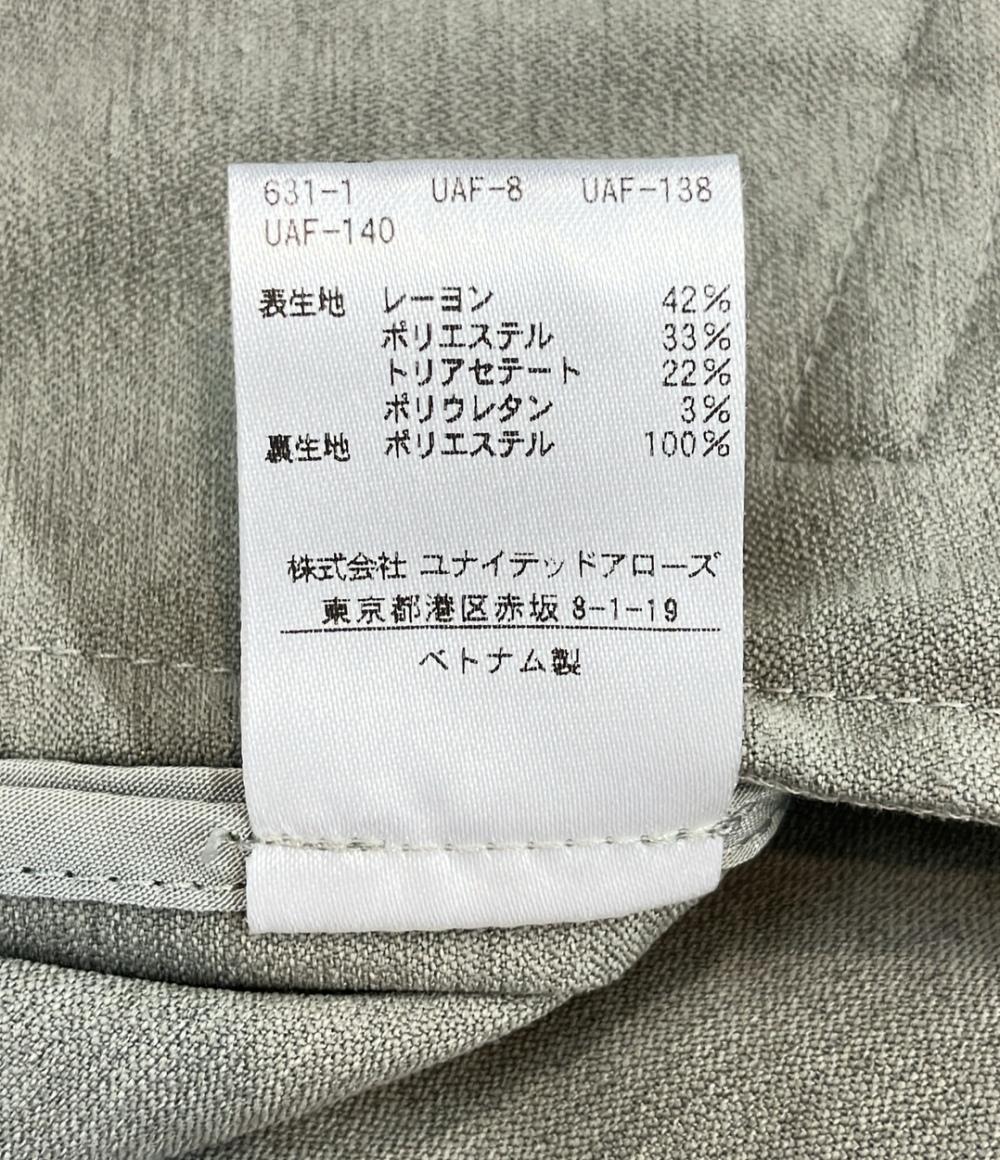 631-1 UAF-8 UAF-138
UAF-140
表生地 レーヨン 42%
ポリエステル 33%
トリアセテート 22%
ポリウレタン 3%
裏生地 ポリエステル 100%
株式会社 ユナイテッドアローズ
東京都港区赤坂 8-1-19
ベトナム製